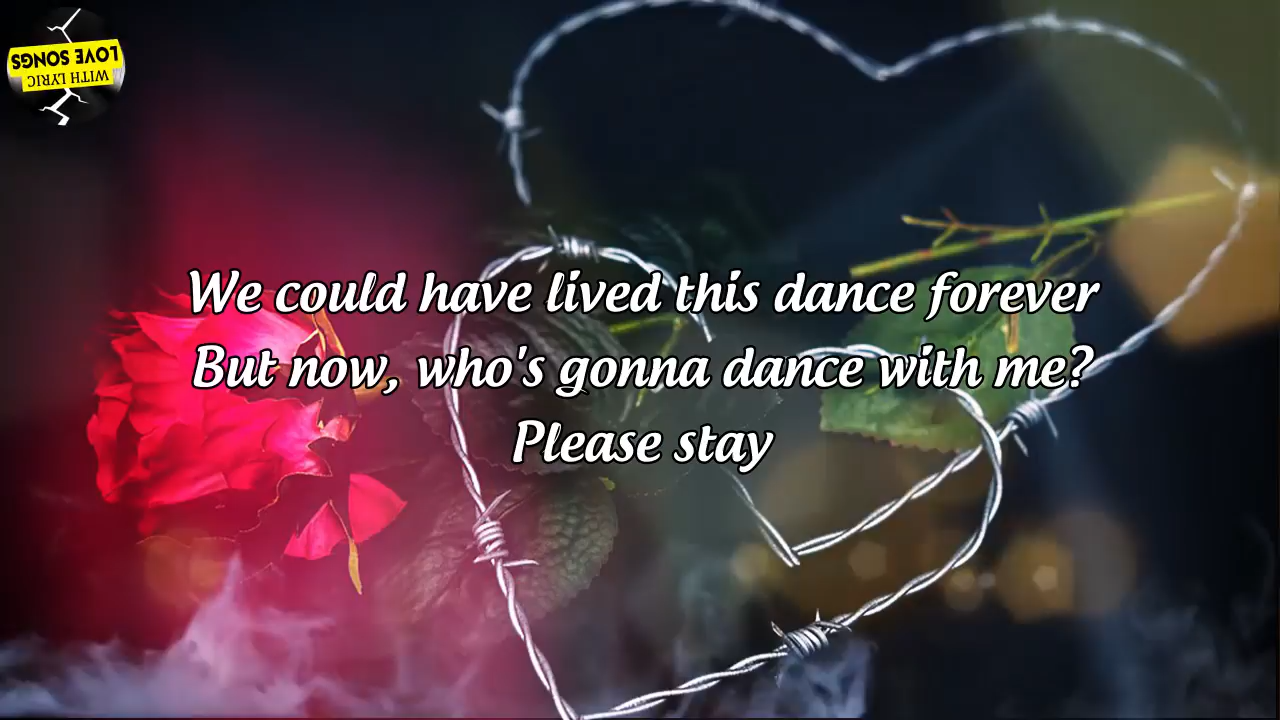 LOVE SONGS
WITH LYRIC
We could have lived this dance forever
But now, who's gonna dance with me?
Please stay